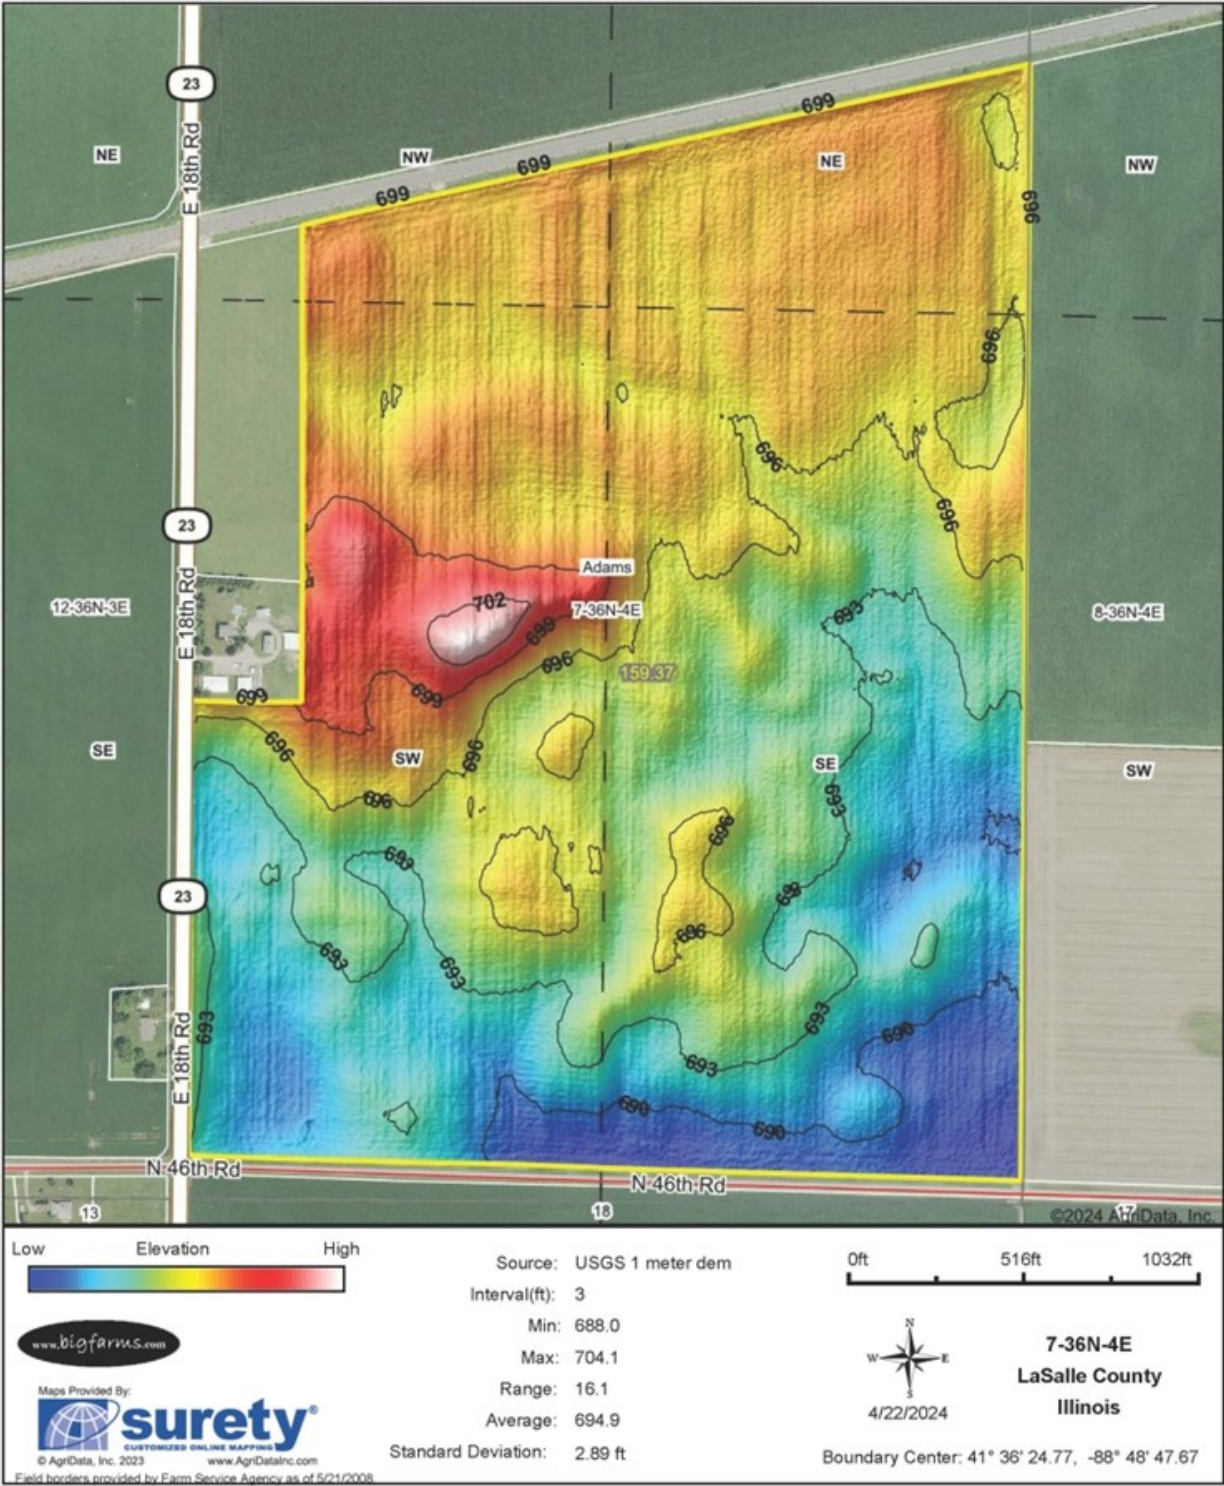 23
E 18th Rd
NE
NW
699
699
699
NE
NW
699
696
696
696
23
E 18th Rd
12-36N-3E
Adams
7-36N-4E
8-36N-4E
702
699
696
693
159.37
699
699
696
SE
SW
696
696
SE
SW
693
696
693
693
696
23
693
693
693
E 18th Rd
693
690
693
690
690
N 46th Rd
N 46th Rd
13
18
17
©2024 AgriData, Inc.
Low Elevation High
Source: USGS 1 meter dem
Interval(ft): 3
Min: 688.0
Max: 704.1
Range: 16.1
Average: 694.9
Standard Deviation: 2.89 ft
0ft 516ft 1032ft
N
W E
S
4/22/2024
7-36N-4E
LaSalle County
Illinois
Boundary Center: 41° 36' 24.77, -88° 48' 47.67
www.bigfarms.com
Maps Provided By:
surety®
CUSTOMIZED ONLINE MAPPING
© AgriData, Inc. 2023 www.AgriDataInc.com
Field borders provided by Farm Service Agency as of 5/21/2008.